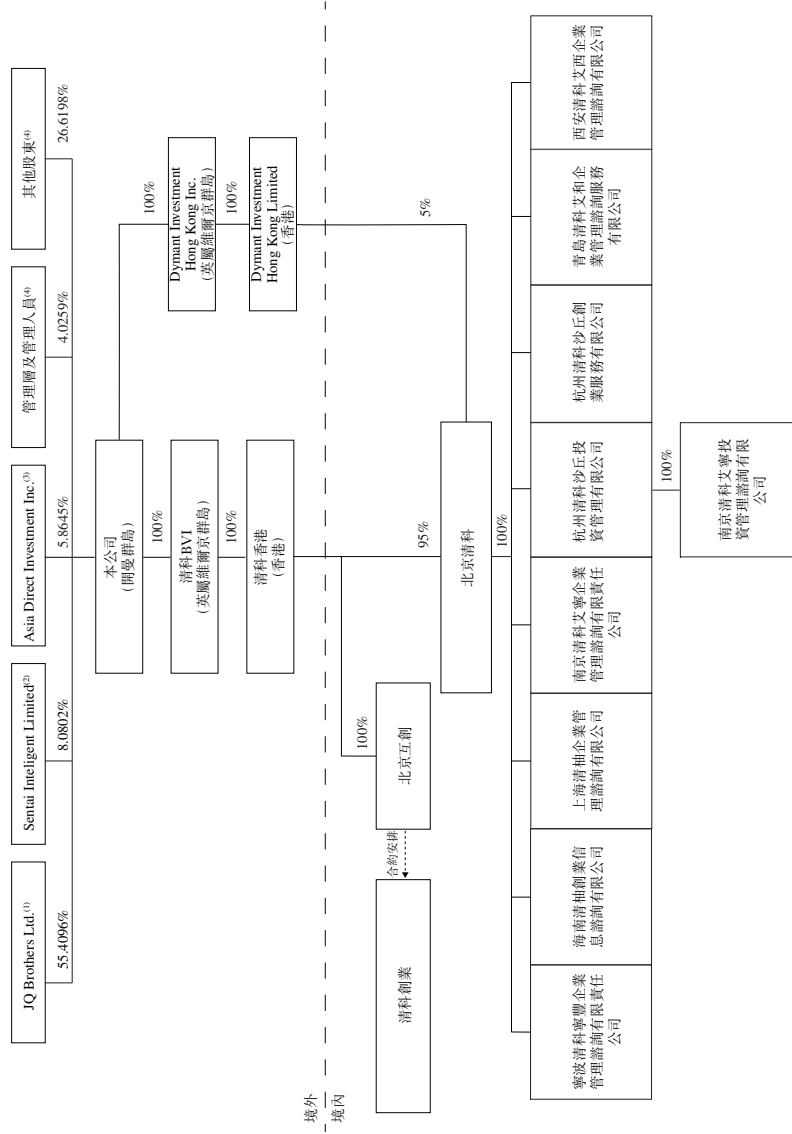 JQ Brothers Ltd.(1)
Sentai Inteligent Limited(2)
Asia Direct Investment Inc.(3)
管理層及管理人員(4)
其他股東(4)
55.4096%
8.0802%
5.8645%
4.0259%
26.6198%
本公司
(開曼群島)
100%
100%
清科BVI
(英屬維爾京群島)
Dymant Investment
Hong Kong Inc.
(英屬維爾京群島)
100%
100%
清科香港
(香港)
Dymant Investment
Hong Kong Limited
(香港)
境外
境內
100%
95%
5%
清科創業
合約安排
北京互創
北京清科
100%
寧波清科寧豐企業
管理諮詢有限責任
公司
海南清柚創業信
息諮詢有限公司
上海清柚企業管
理諮詢有限公司
南京清科艾寧企業
管理諮詢有限責任
公司
杭州清科沙丘投
資管理有限公司
杭州清科沙丘創
業服務有限公司
青島清科艾和企
業管理諮詢服務
有限公司
西安清科艾西企業
管理諮詢有限公司
100%
南京清科艾寧投
資管理諮詢有限
公司